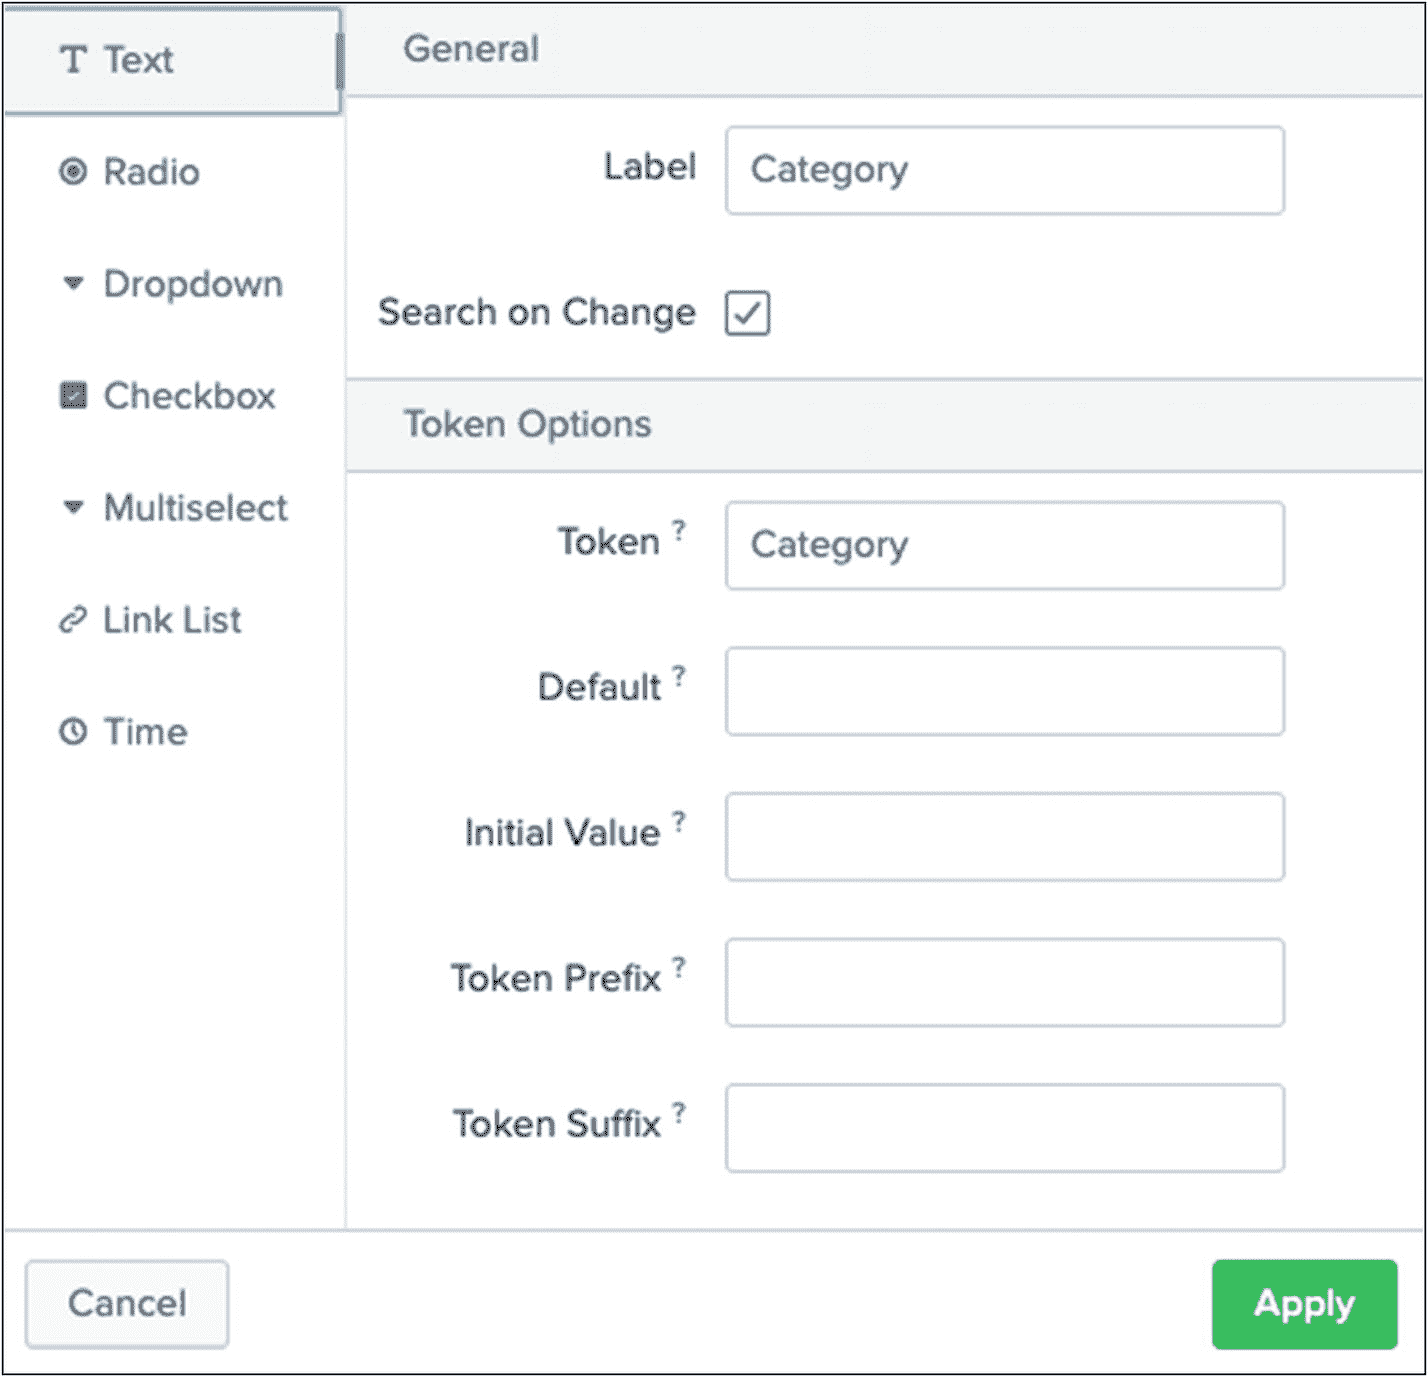 Text
Radio
Dropdown
Checkbox
Multiselect
Link List
Time
General
Label Category
Search on Change
Token Options
Token ? Category
Default ?
Initial Value ?
Token Prefix ?
Token Suffix ?
Cancel
Apply